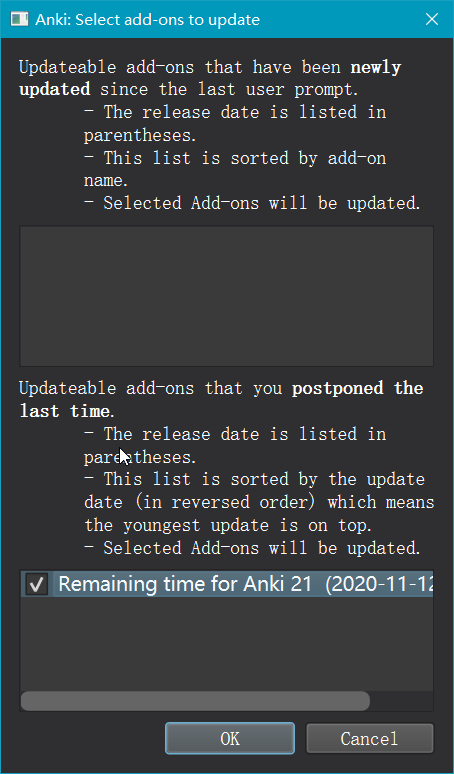 Anki: Select add-ons to update
Updateable add-ons that have been newly
updated since the last user prompt.
- The release date is listed in
parentheses.
- This list is sorted by add-on
name.
- Selected Add-ons will be updated.
Updateable add-ons that you postponed the
last time.
- The release date is listed in
parentheses.
- This list is sorted by the update
date (in reversed order) which means
the youngest update is on top.
- Selected Add-ons will be updated.
Remaining time for Anki 21 (2020-11-12
OK
Cancel